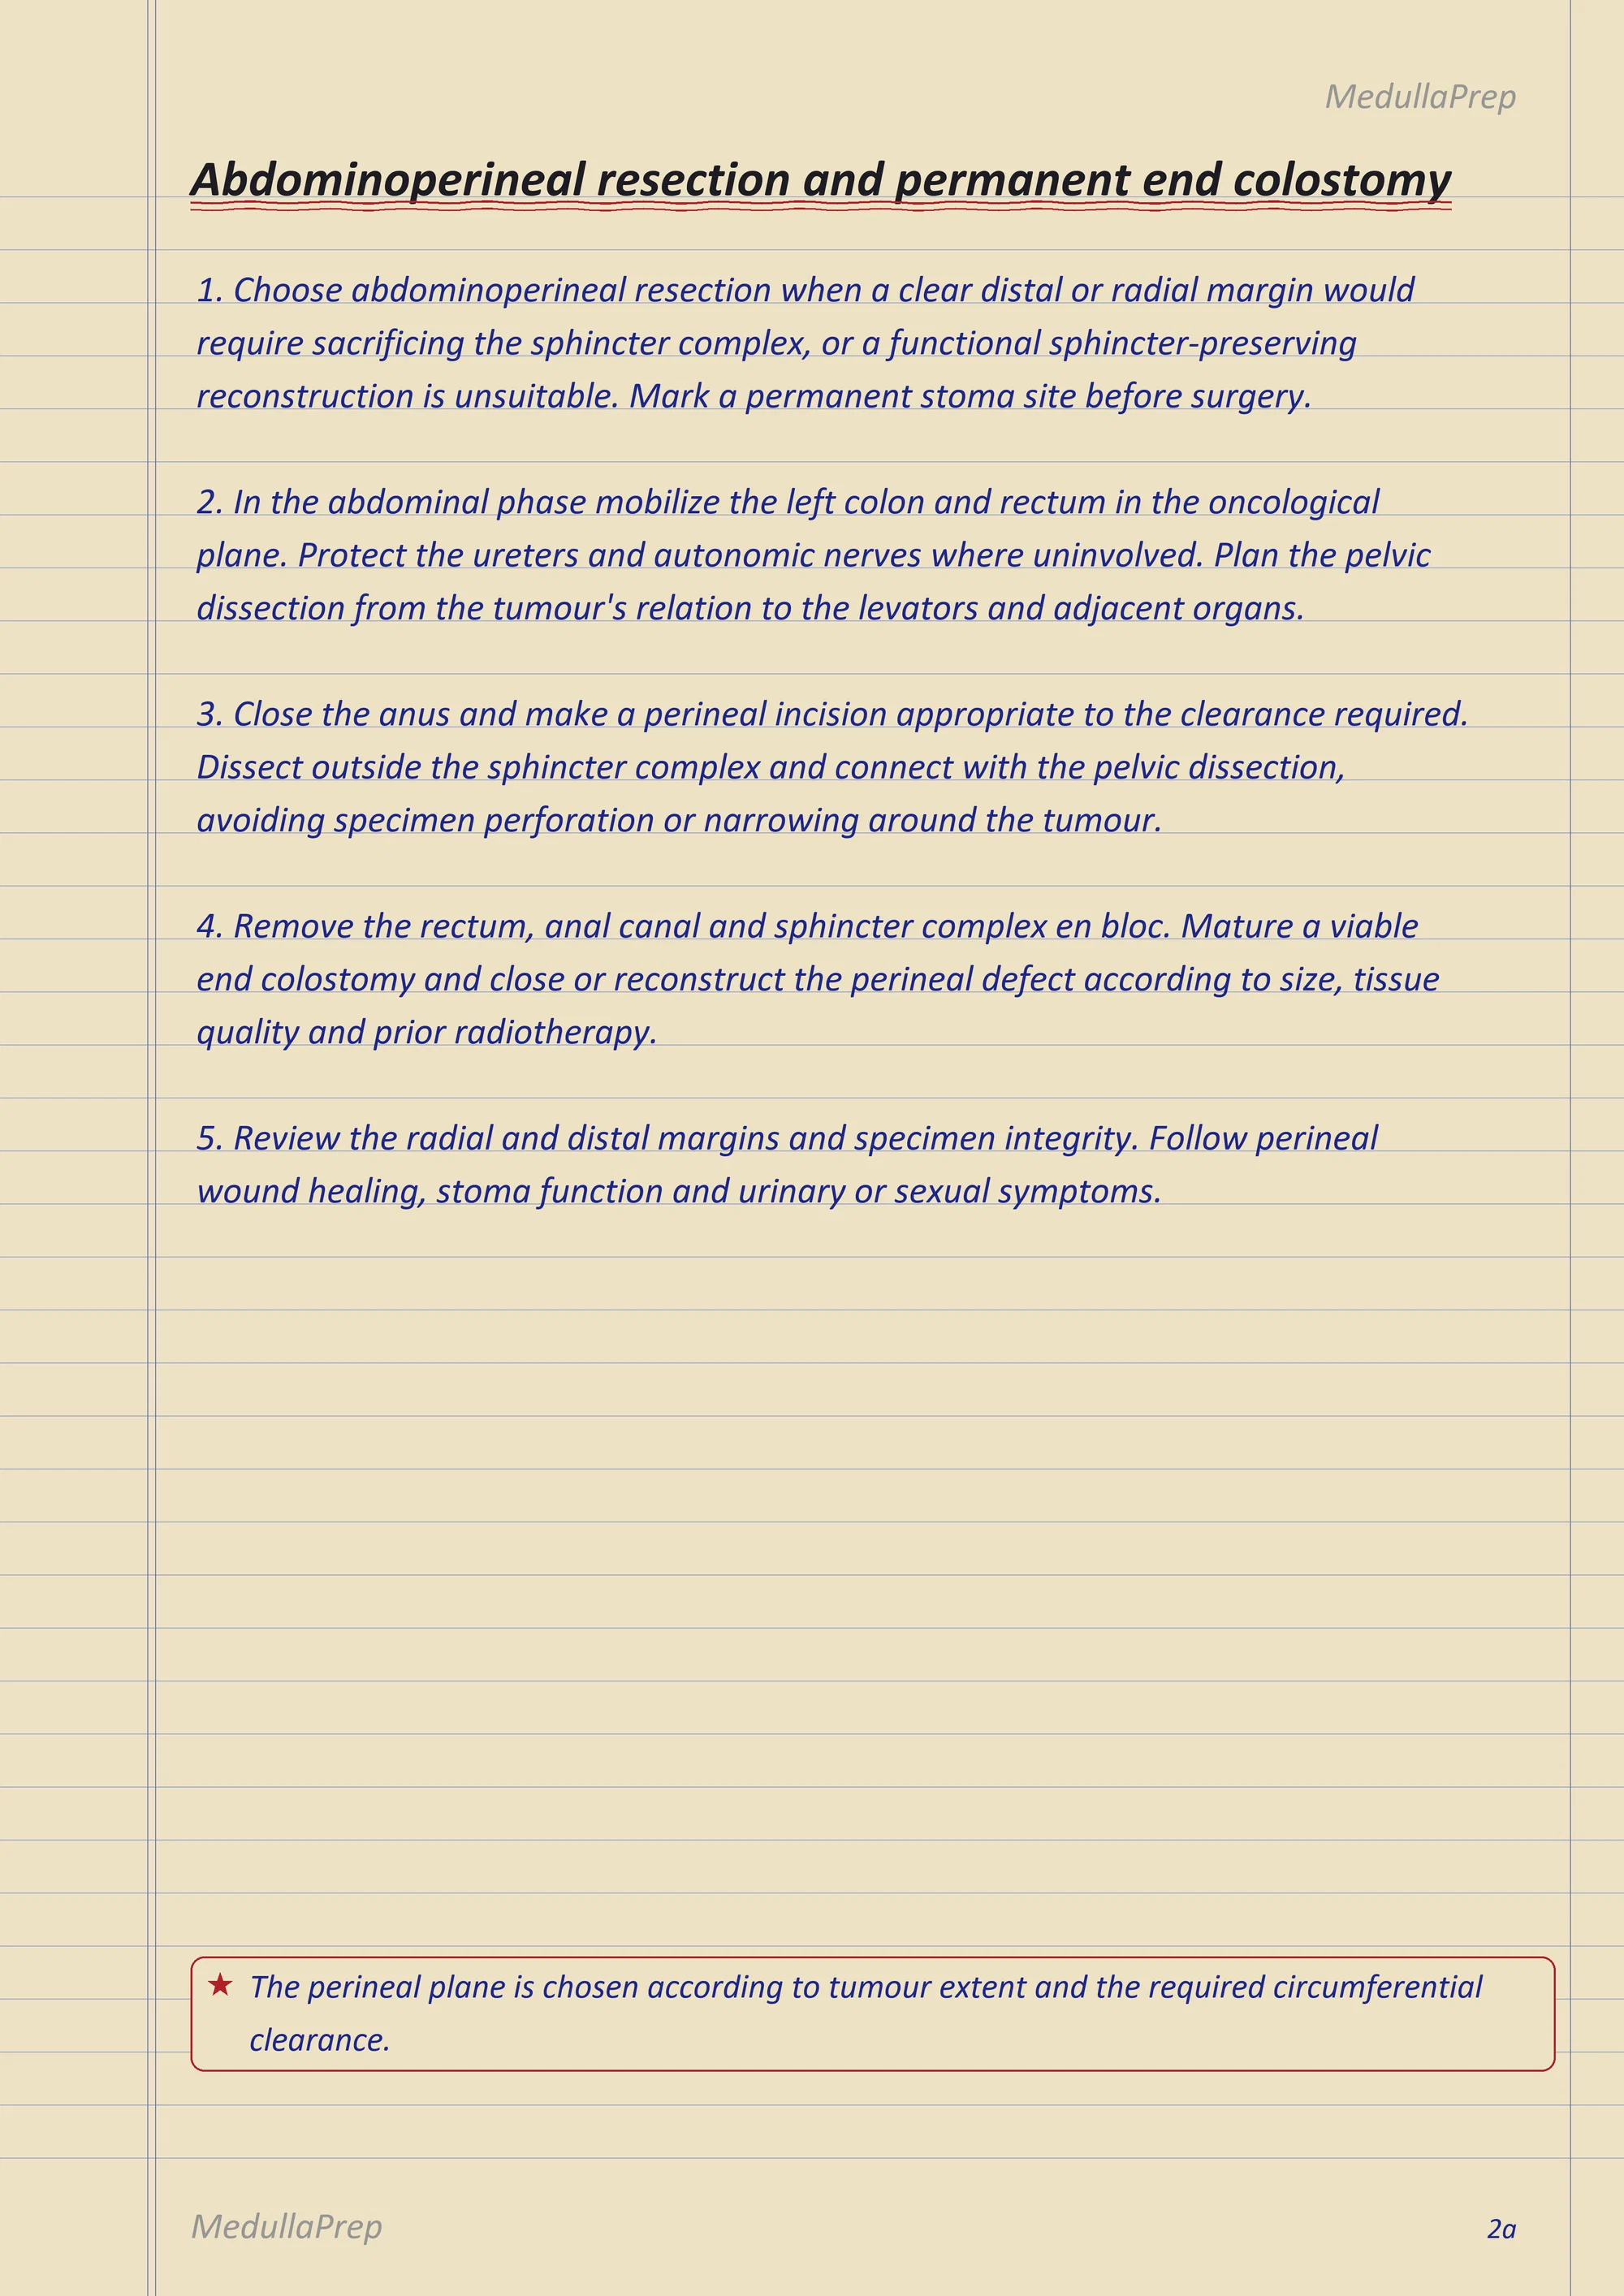 MedullaPrep
Abdominoperineal resection and permanent end colostomy
1. Choose abdominoperineal resection when a clear distal or radial margin would
require sacrificing the sphincter complex, or a functional sphincter-preserving
reconstruction is unsuitable. Mark a permanent stoma site before surgery.
2. In the abdominal phase mobilize the left colon and rectum in the oncological
plane. Protect the ureters and autonomic nerves where uninvolved. Plan the pelvic
dissection from the tumour's relation to the levators and adjacent organs.
3. Close the anus and make a perineal incision appropriate to the clearance required.
Dissect outside the sphincter complex and connect with the pelvic dissection,
avoiding specimen perforation or narrowing around the tumour.
4. Remove the rectum, anal canal and sphincter complex en bloc. Mature a viable
end colostomy and close or reconstruct the perineal defect according to size, tissue
quality and prior radiotherapy.
5. Review the radial and distal margins and specimen integrity. Follow perineal
wound healing, stoma function and urinary or sexual symptoms.
★ The perineal plane is chosen according to tumour extent and the required circumferential
clearance.
MedullaPrep
2a